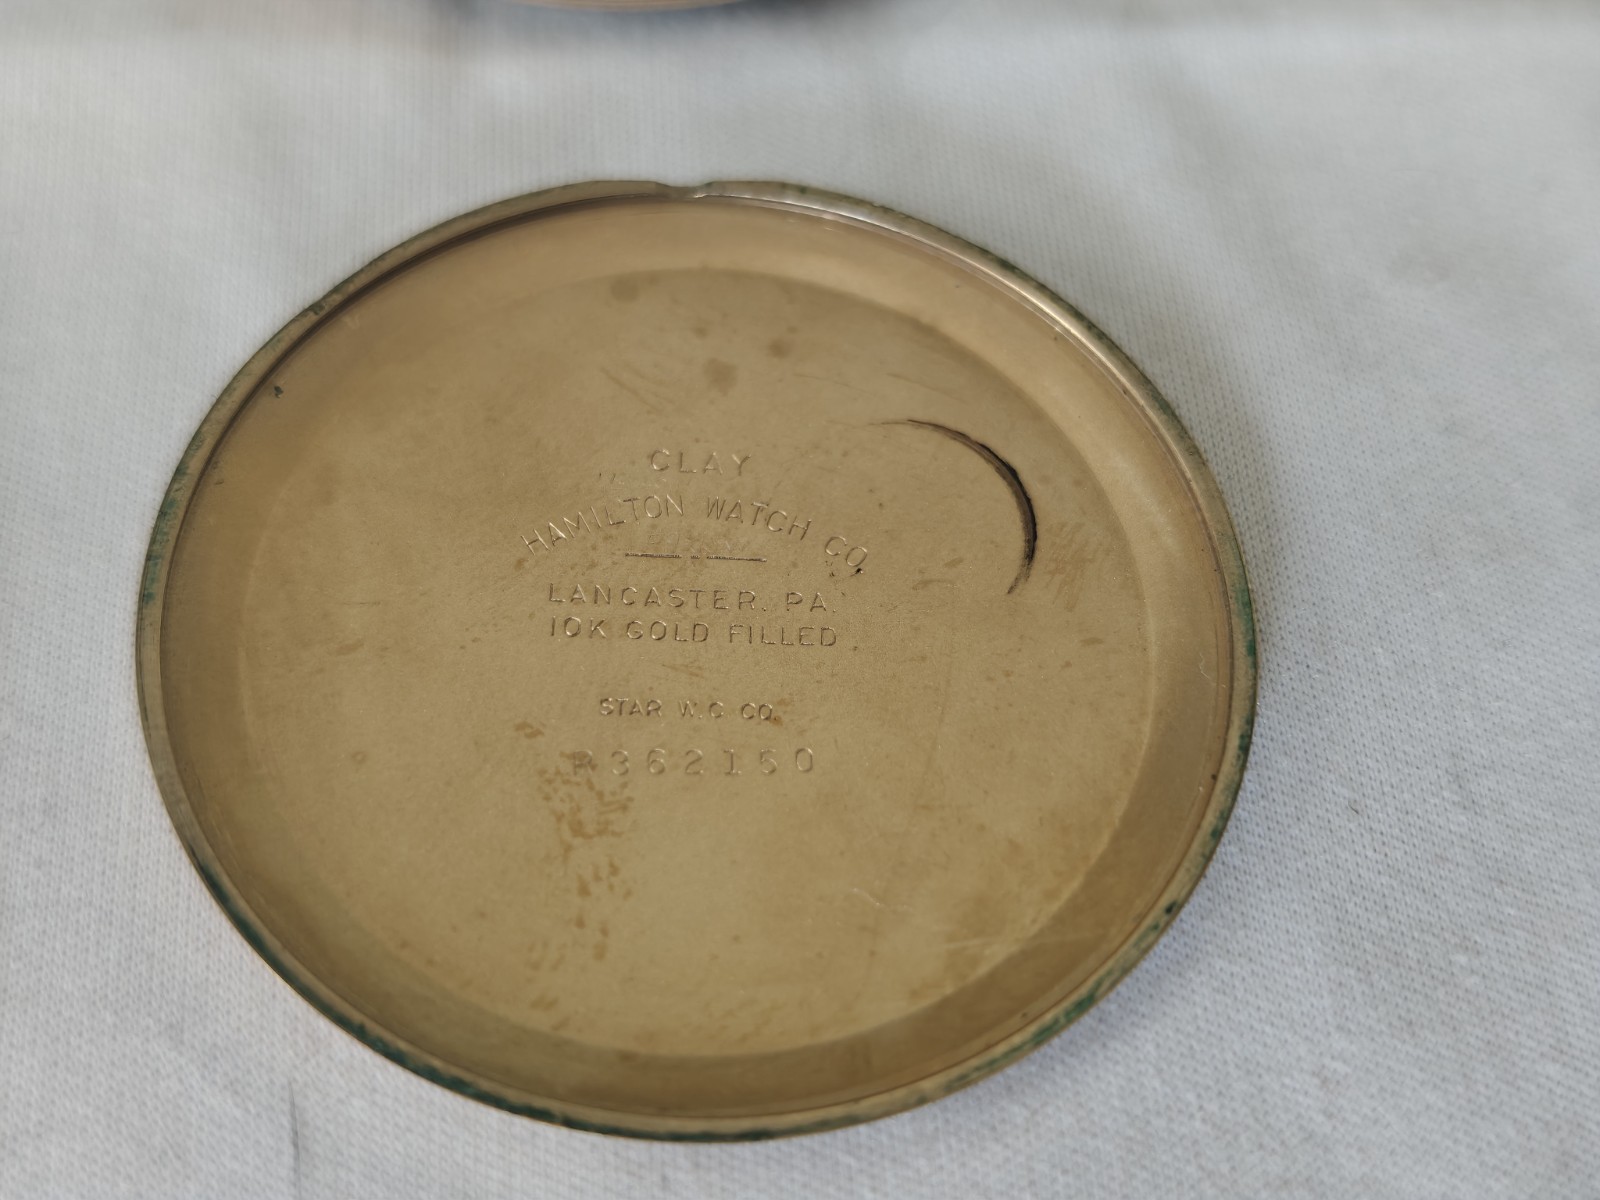 CLAY
HAMILTON WATCH CO.
LANCASTER, PA.
10K GOLD FILLED
STAR W.C CO.
R362150